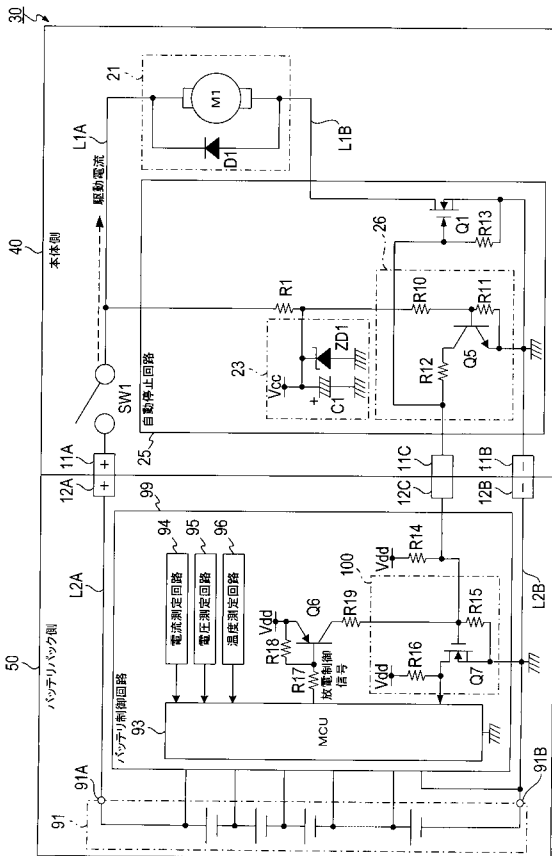 30
40
本体側
L1A
駆動電流
21
M1
D1
L1B
SW1
自動停止回路
25
R1
23
Vcc
+
C1
ZD1
26
R10
R11
R12
Q5
Q1
R13
11A
12A
+
+
11C
12C
11B
12B
−
−
50
バッテリパック側
L2A
99
バッテリ制御回路
94
電流測定回路
95
電圧測定回路
96
温度測定回路
93
MCU
Vdd
R18
Q6
R17
放電制御
信号
R19
Vdd
R14
100
Vdd
R16
R15
Q7
L2B
91
91A
91B